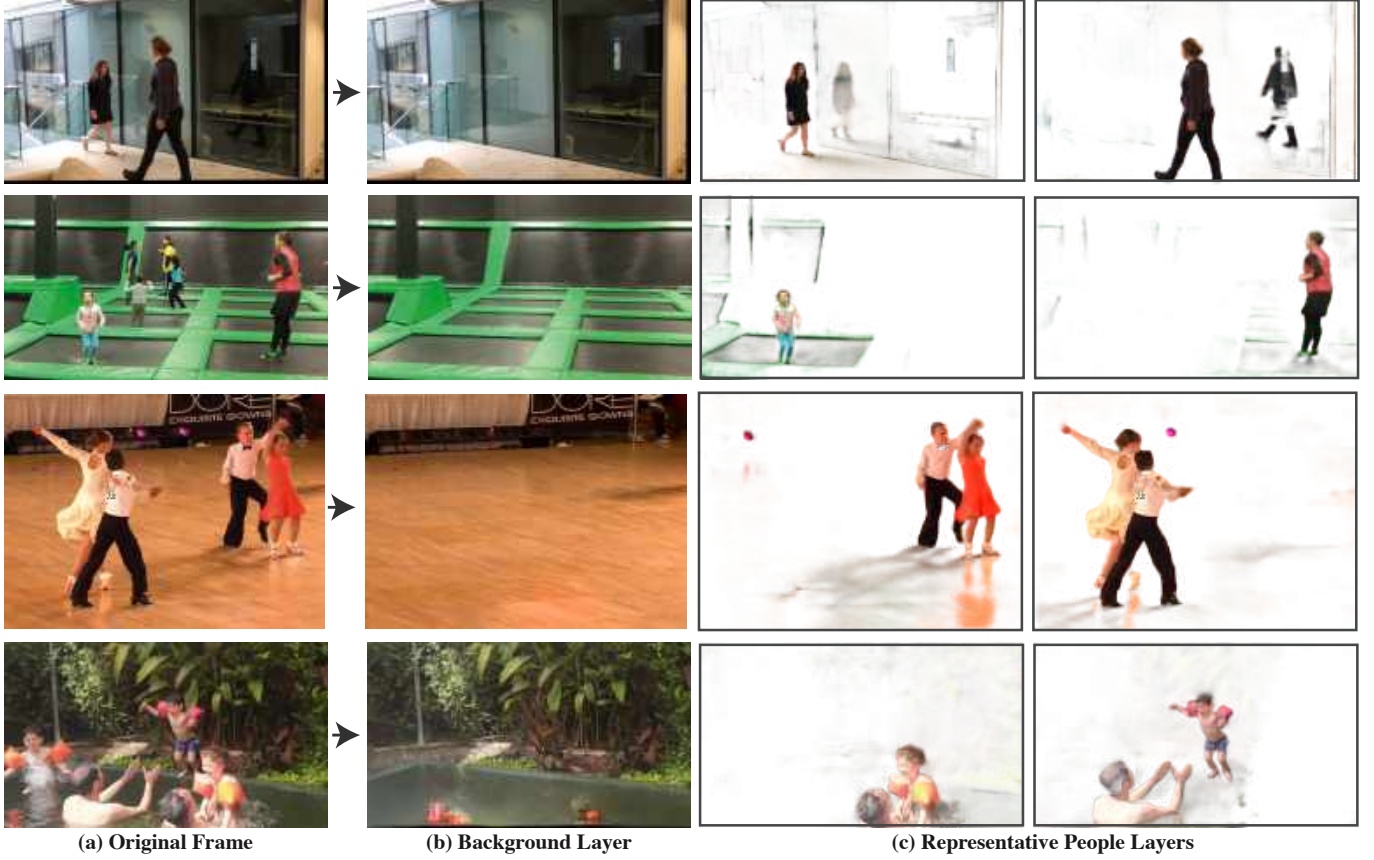 (a) Original Frame
(b) Background Layer
(c) Representative People Layers